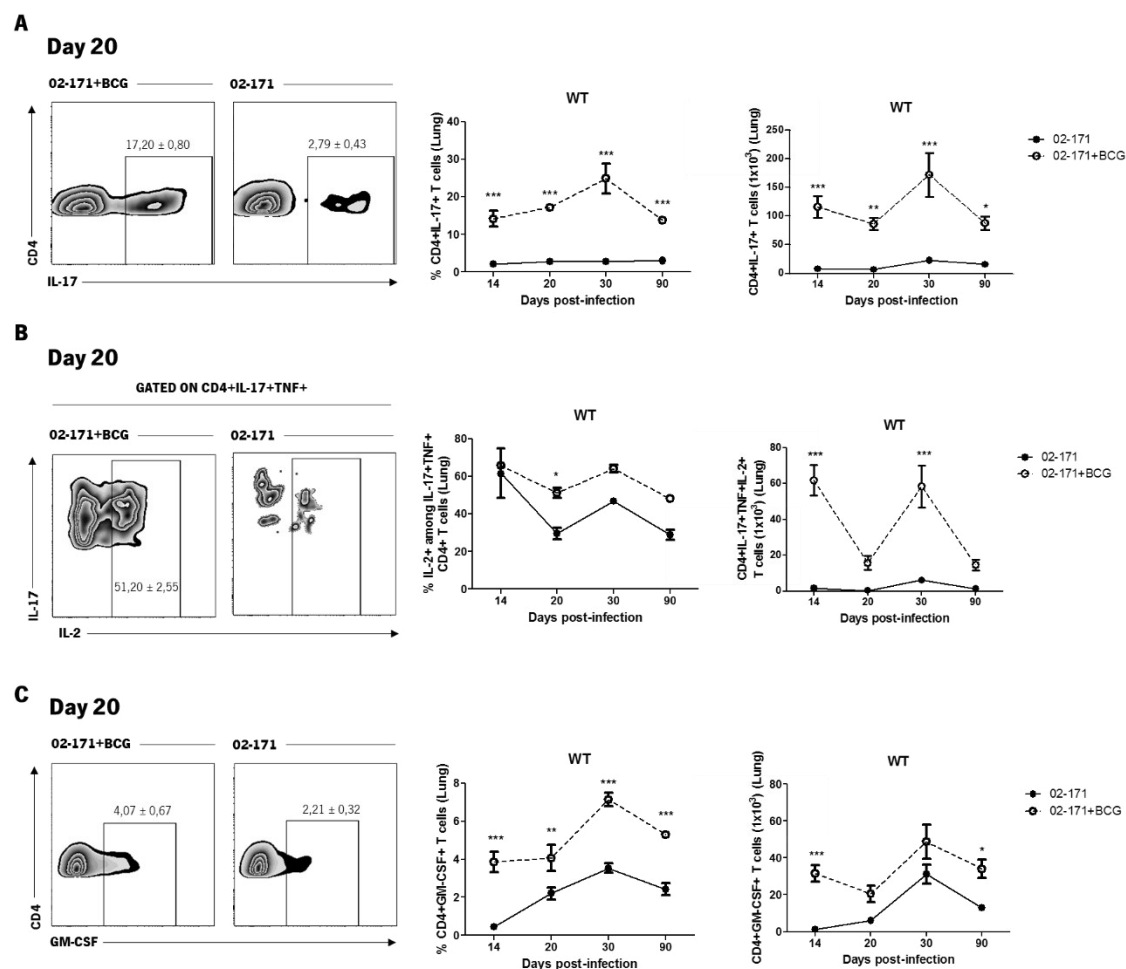 A
Day 20
02-171+BCG
02-171
17,20 ± 0,80
2,79 ± 0,43
CD4
IL-17
WT
% CD4+IL-17+ T cells (Lung)
40
30
20
10
0
***
***
***
***
14
20
30
90
Days post-infection
WT
CD4+IL-17+ T cells (1x10³) (Lung)
250
200
150
100
50
0
***
**
***
*
14
20
30
90
Days post-infection
02-171
02-171+BCG
B
Day 20
GATED ON CD4+IL-17+TNF+
02-171+BCG
02-171
51,20 ± 2,55
IL-17
IL-2
WT
% IL-2+ among IL-17+TNF+
CD4+ T cells (Lung)
80
60
40
20
0
*
14
20
30
90
Days post-infection
WT
CD4+IL-17+TNF+IL-2+
T cells (1x10³) (Lung)
80
60
40
20
0
***
***
14
20
30
90
Days post-infection
02-171
02-171+BCG
C
Day 20
02-171+BCG
02-171
4,07 ± 0,67
2,21 ± 0,32
CD4
GM-CSF
WT
% CD4+GM-CSF+ T cells (Lung)
8
6
4
2
0
***
**
***
***
14
20
30
90
Days post-infection
WT
CD4+GM-CSF+ T cells (1x10³) (Lung)
80
60
40
20
0
***
*
14
20
30
90
Days post-infection
02-171
02-171+BCG